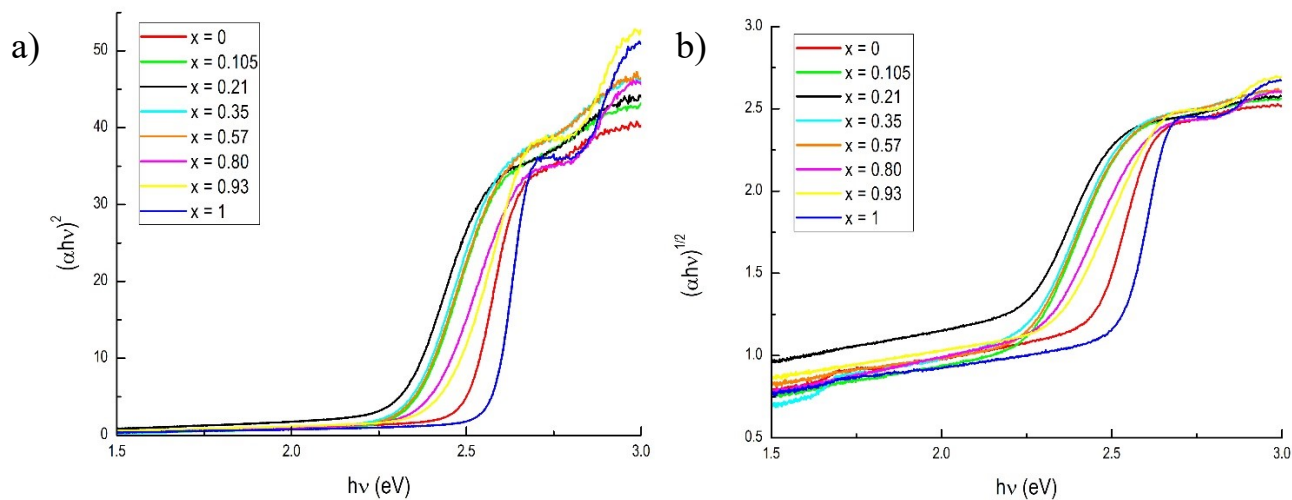 a)
x = 0
x = 0.105
x = 0.21
x = 0.35
x = 0.57
x = 0.80
x = 0.93
x = 1
50
40
30
20
10
0
(αhν)²
1.5 2.0 2.5 3.0
hν (eV)
b)
x = 0
x = 0.105
x = 0.21
x = 0.35
x = 0.57
x = 0.80
x = 0.93
x = 1
3.0
2.5
2.0
1.5
1.0
0.5
(αhν)¹/²
1.5 2.0 2.5 3.0
hν (eV)